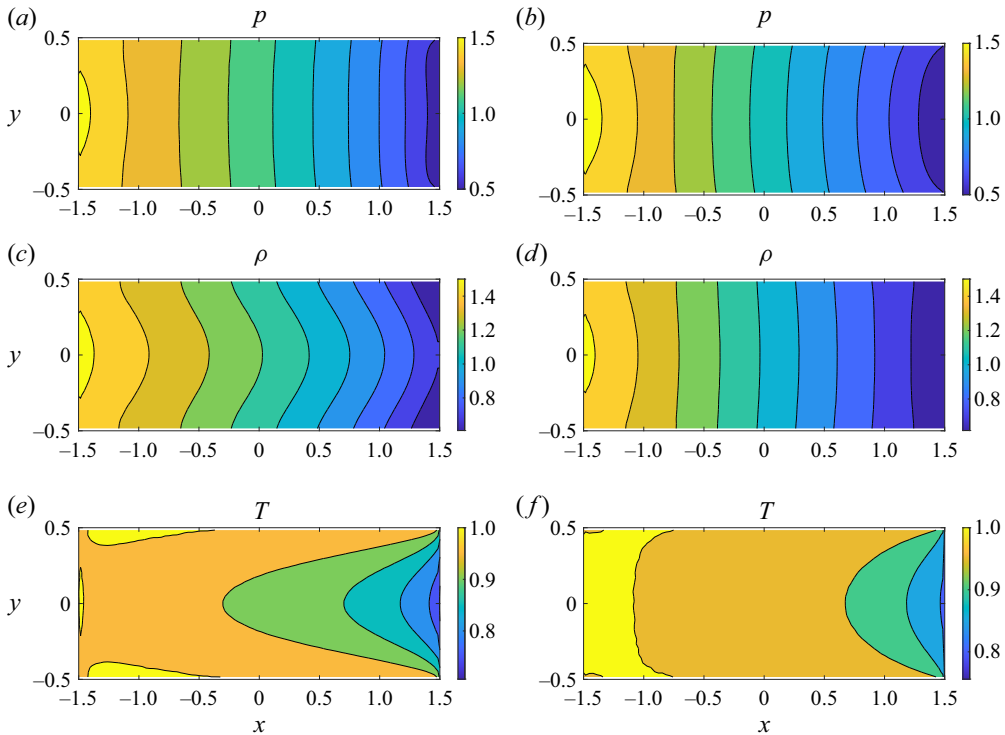 (a) p (b) p
0.5 1.5 0.5 1.5
y 0 1.0 0 1.0
–0.5 0.5 –0.5 0.5
–1.5 –1.0 –0.5 0 0.5 1.0 1.5 –1.5 –1.0 –0.5 0 0.5 1.0 1.5
(c) ρ (d) ρ
0.5 0.5
1.4 1.4
1.2 1.2
y 0 0
1.0 1.0
0.8 0.8
–0.5 –0.5
–1.5 –1.0 –0.5 0 0.5 1.0 1.5 –1.5 –1.0 –0.5 0 0.5 1.0 1.5
(e) T (f) T
0.5 1.0 0.5 1.0
0.9 0.9
y 0 0
0.8 0.8
–0.5 –0.5
–1.5 –1.0 –0.5 0 0.5 1.0 1.5 –1.5 –1.0 –0.5 0 0.5 1.0 1.5
x x